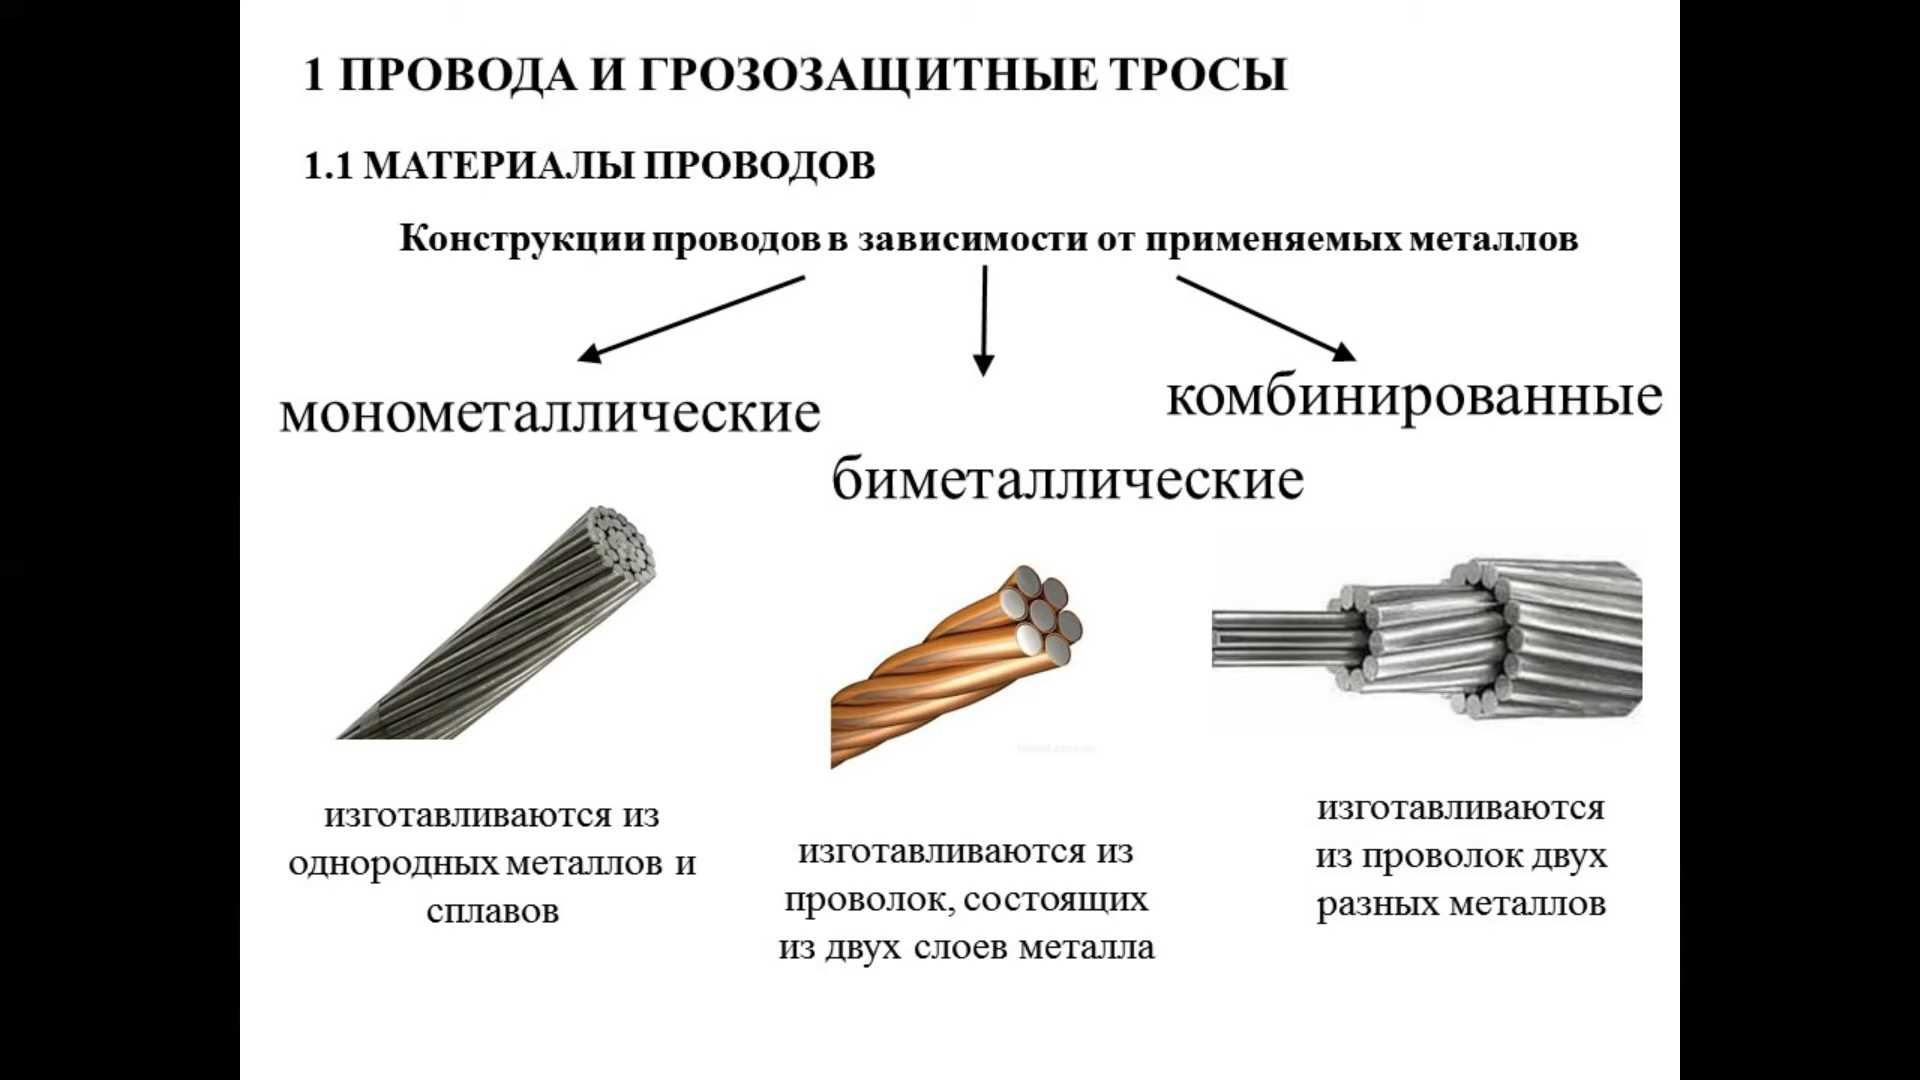 1 ПРОВОДА И ГРОЗОЗАЩИТНЫЕ ТРОСЫ
1.1 МАТЕРИАЛЫ ПРОВОДОВ
Конструкции проводов в зависимости от применяемых металлов
монометаллические
биметаллические
комбинированные
изготавливаются из
однородных металлов и
сплавов
изготавливаются из
проволок, состоящих
из двух слоев металла
изготавливаются
из проволок двух
разных металлов